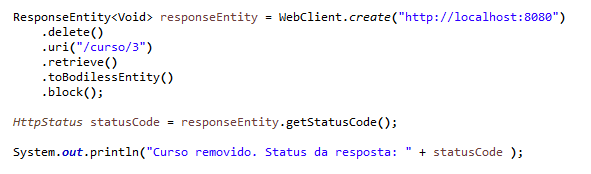 ResponseEntity<Void> responseEntity = WebClient.create("http://localhost:8080")
.delete()
.uri("/curso/3")
.retrieve()
.toBodilessEntity()
.block();
HttpStatus statusCode = responseEntity.getStatusCode();
System.out.println("Curso removido. Status da resposta: " + statusCode );